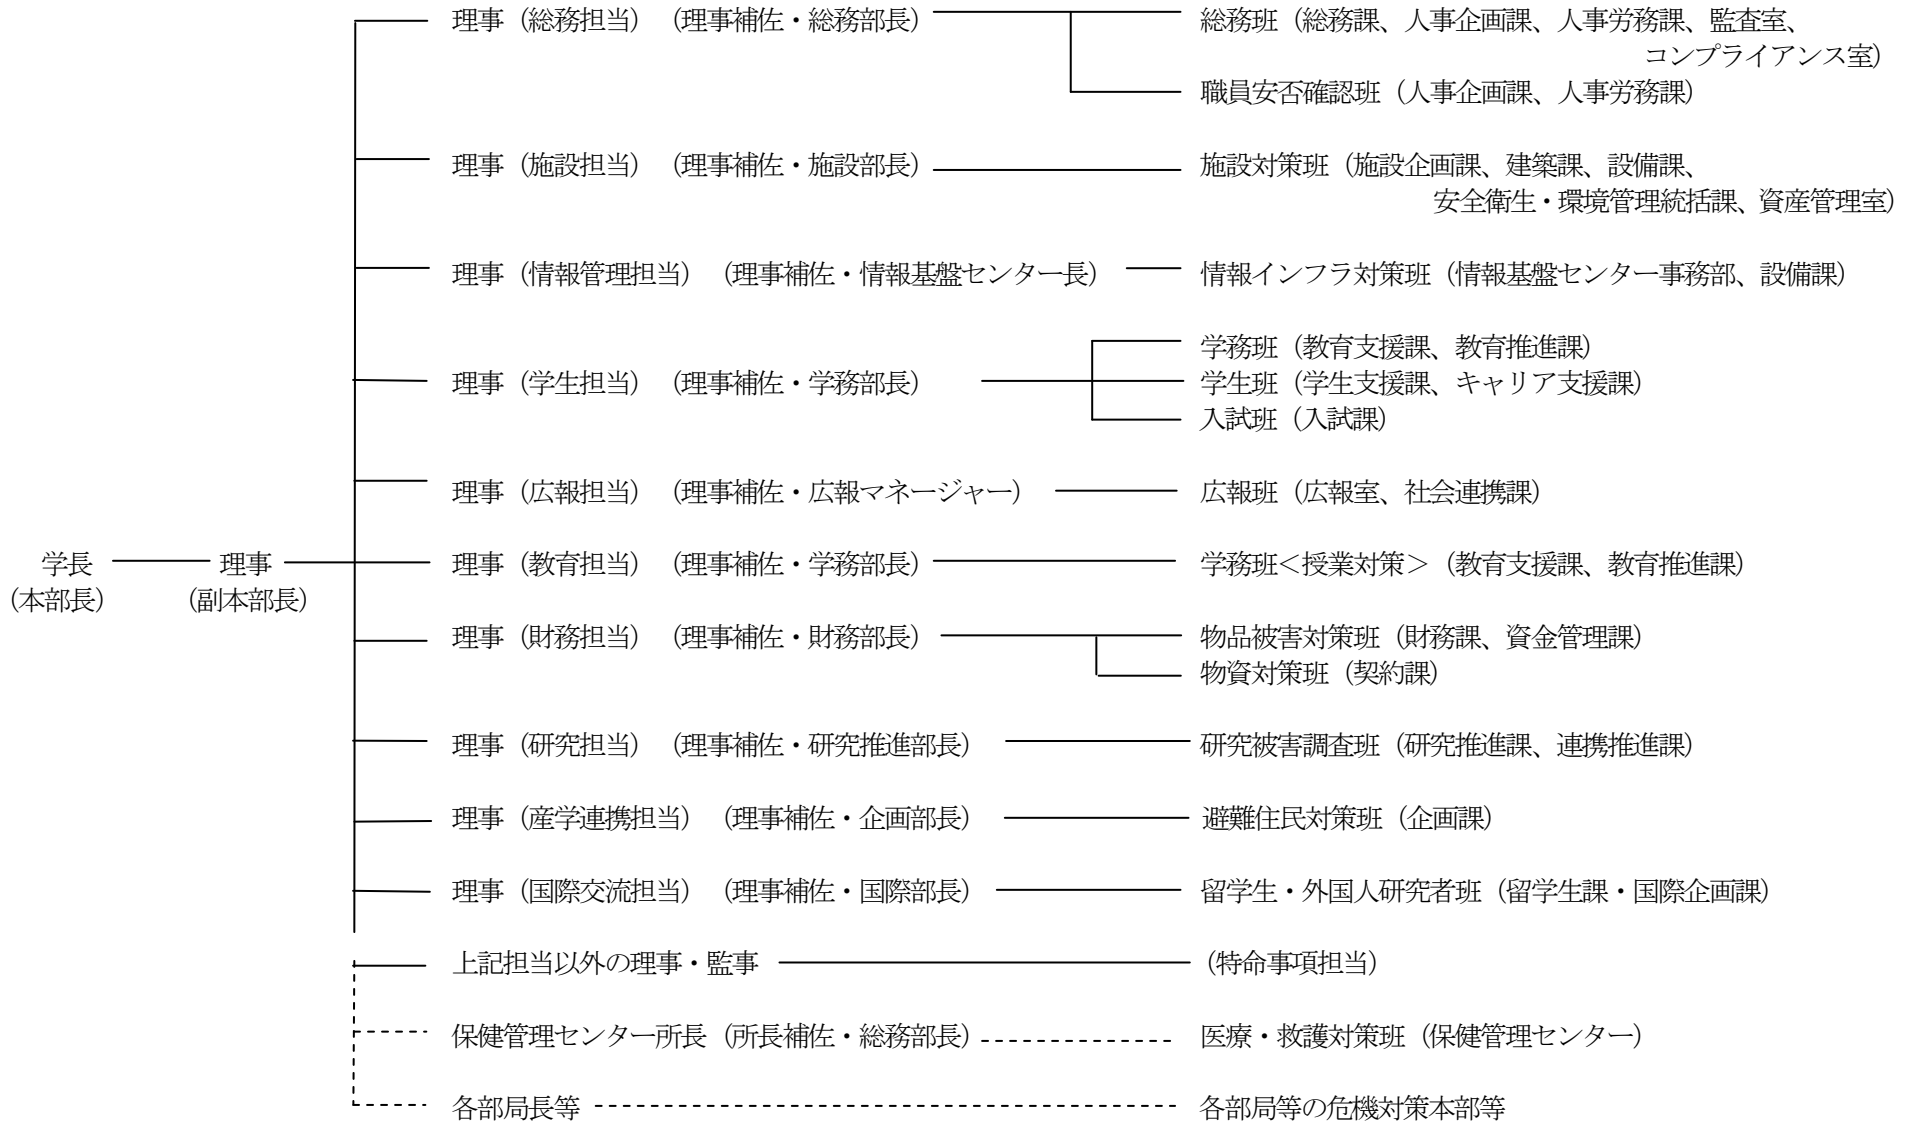 理事（総務担当）　（理事補佐・総務部長）　総務班（総務課、人事企画課、人事労務課、監査室、
コンプライアンス室）
職員安否確認班（人事企画課、人事労務課）
理事（施設担当）　（理事補佐・施設部長）　施設対策班（施設企画課、建築課、設備課、
安全衛生・環境管理統括課、資産管理室）
理事（情報管理担当）　（理事補佐・情報基盤センター長）　情報インフラ対策班（情報基盤センター事務部、設備課）
学務班（教育支援課、教育推進課）
理事（学生担当）　（理事補佐・学務部長）　学生班（学生支援課、キャリア支援課）
入試班（入試課）
理事（広報担当）　（理事補佐・広報マネージャー）　広報班（広報室、社会連携課）
学長　理事　理事（教育担当）　（理事補佐・学務部長）　学務班＜授業対策＞（教育支援課、教育推進課）
（本部長）　（副本部長）
理事（財務担当）　（理事補佐・財務部長）　物品被害対策班（財務課、資金管理課）
物資対策班（契約課）
理事（研究担当）　（理事補佐・研究推進部長）　研究被害調査班（研究推進課、連携推進課）
理事（産学連携担当）　（理事補佐・企画部長）　避難住民対策班（企画課）
理事（国際交流担当）　（理事補佐・国際部長）　留学生・外国人研究者班（留学生課・国際企画課）
上記担当以外の理事・監事　（特命事項担当）
保健管理センター所長（所長補佐・総務部長）　医療・救護対策班（保健管理センター）
各部局長等　各部局等の危機対策本部等